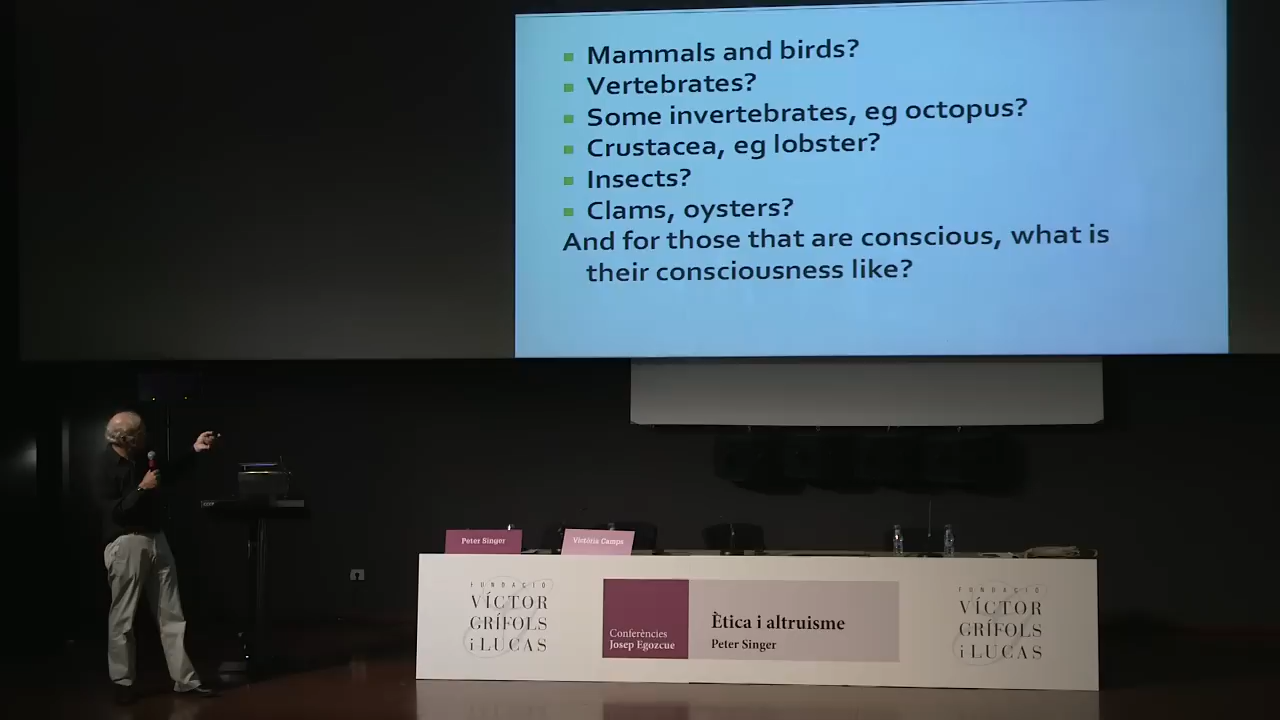 Mammals and birds?
Vertebrates?
Some invertebrates, eg octopus?
Crustacea, eg lobster?
Insects?
Clams, oysters?
And for those that are conscious, what is
their consciousness like?
Peter Singer
Victòria Camps
FUNDACIÓ
VÍCTOR
GRÍFOLS
i LUCAS
Conferències
Josep Egozcue
Ètica i altruisme
Peter Singer
FUNDACIÓ
VÍCTOR
GRÍFOLS
i LUCAS